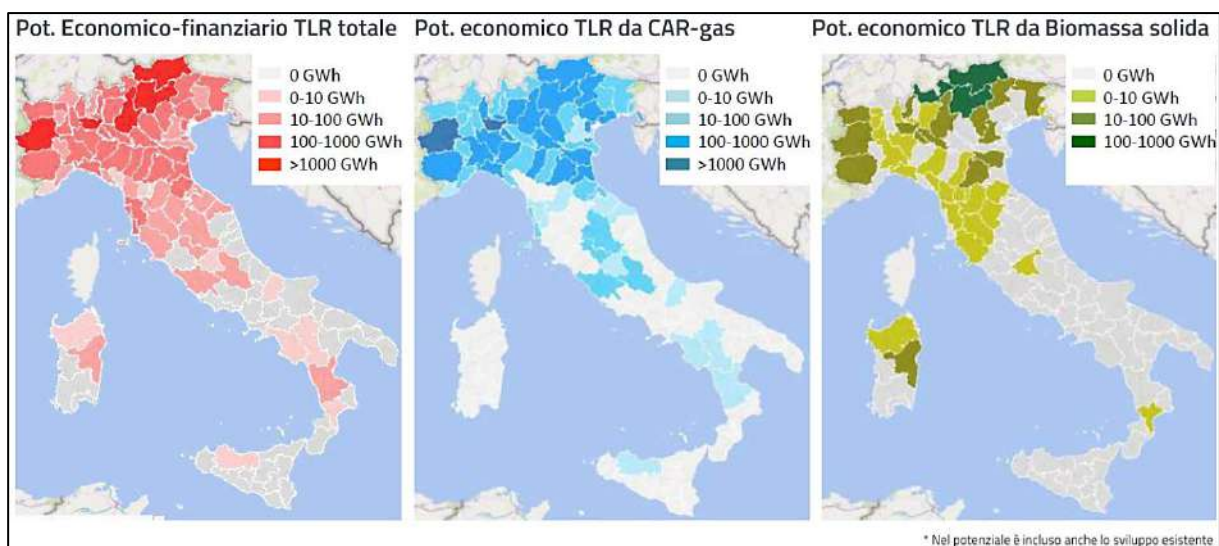 Pot. Economico-finanziario TLR totale
0 GWh
0-10 GWh
10-100 GWh
100-1000 GWh
>1000 GWh
Pot. economico TLR da CAR-gas
0 GWh
0-10 GWh
10-100 GWh
100-1000 GWh
>1000 GWh
Pot. economico TLR da Biomassa solida
0 GWh
0-10 GWh
10-100 GWh
100-1000 GWh
* Nel potenziale è incluso anche lo sviluppo esistente